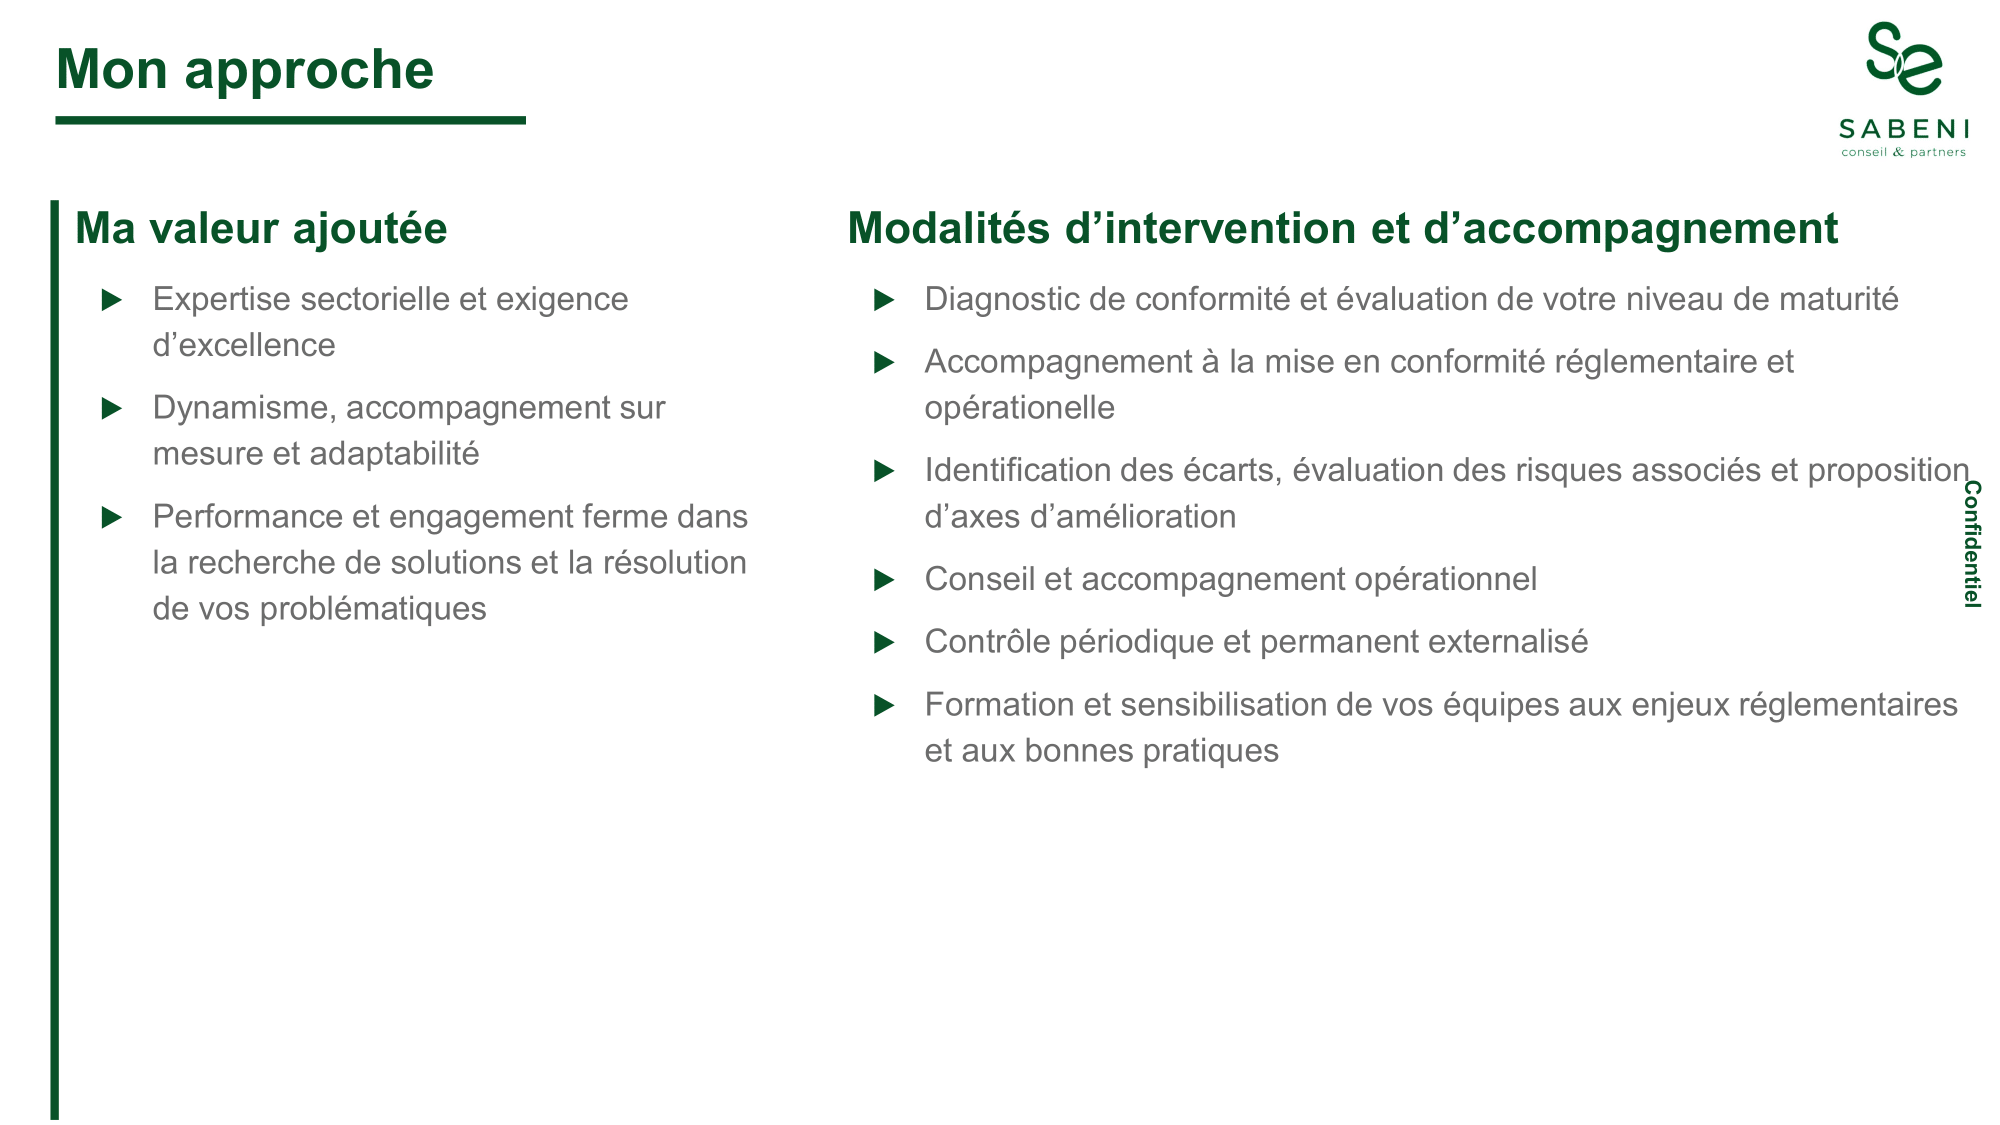 Mon approche
Se
SABENI
conseil & partners
Ma valeur ajoutée
Expertise sectorielle et exigence
d’excellence
Dynamisme, accompagnement sur
mesure et adaptabilité
Performance et engagement ferme dans
la recherche de solutions et la résolution
de vos problématiques
Modalités d’intervention et d’accompagnement
Diagnostic de conformité et évaluation de votre niveau de maturité
Accompagnement à la mise en conformité réglementaire et
opérationelle
Identification des écarts, évaluation des risques associés et proposition
d’axes d’amélioration
Conseil et accompagnement opérationnel
Contrôle périodique et permanent externalisé
Formation et sensibilisation de vos équipes aux enjeux réglementaires
et aux bonnes pratiques
Confidentiel